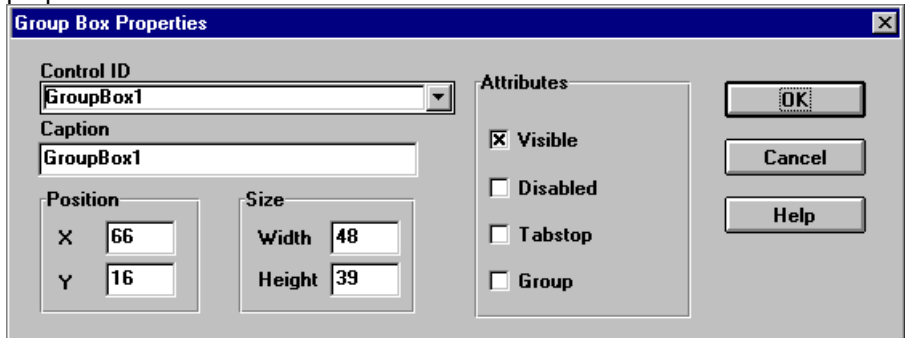 Group Box Properties
Control ID
GroupBox1
Caption
GroupBox1
Position
X 66
Y 16
Size
Width 48
Height 39
Attributes
Visible
Disabled
Tabstop
Group
OK
Cancel
Help